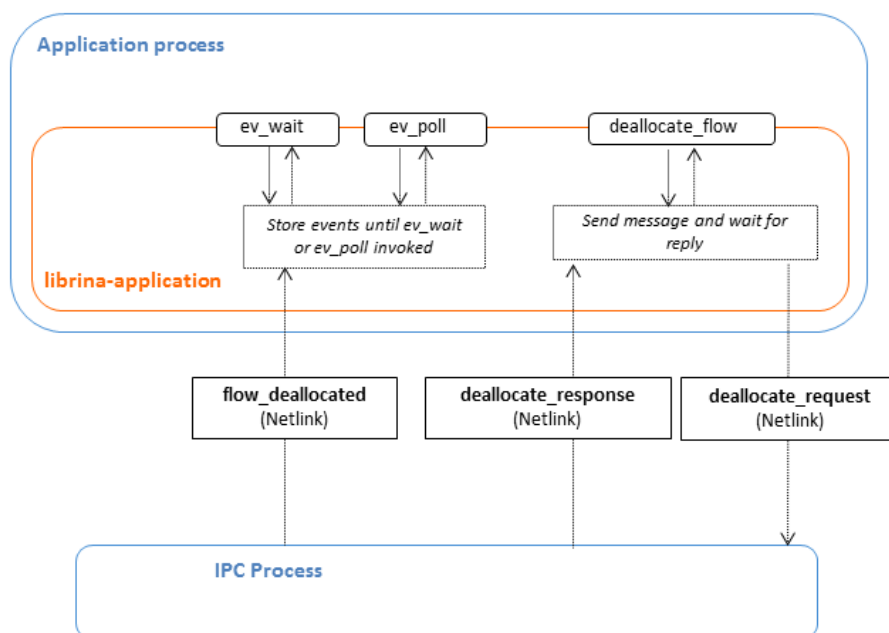 Application process
ev_wait
ev_poll
deallocate_flow
Store events until ev_wait
or ev_poll invoked
Send message and wait for
reply
librina-application
flow_deallocated
(Netlink)
deallocate_response
(Netlink)
deallocate_request
(Netlink)
IPC Process